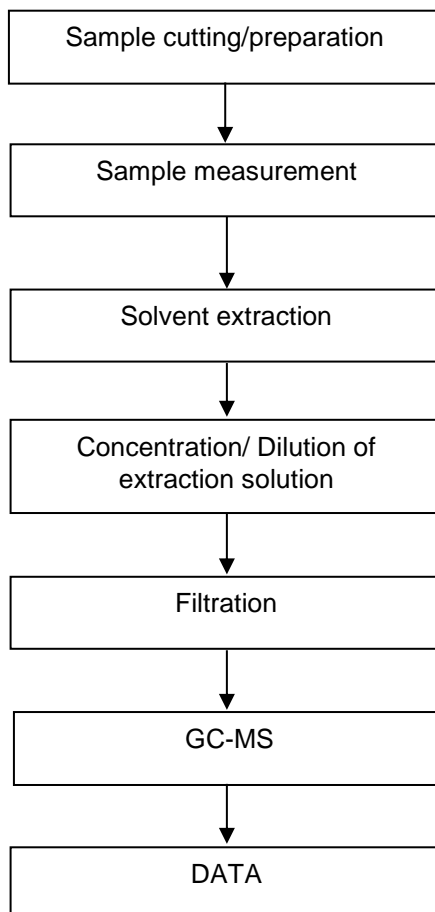 Sample cutting/preparation
Sample measurement
Solvent extraction
Concentration/ Dilution of
extraction solution
Filtration
GC-MS
DATA